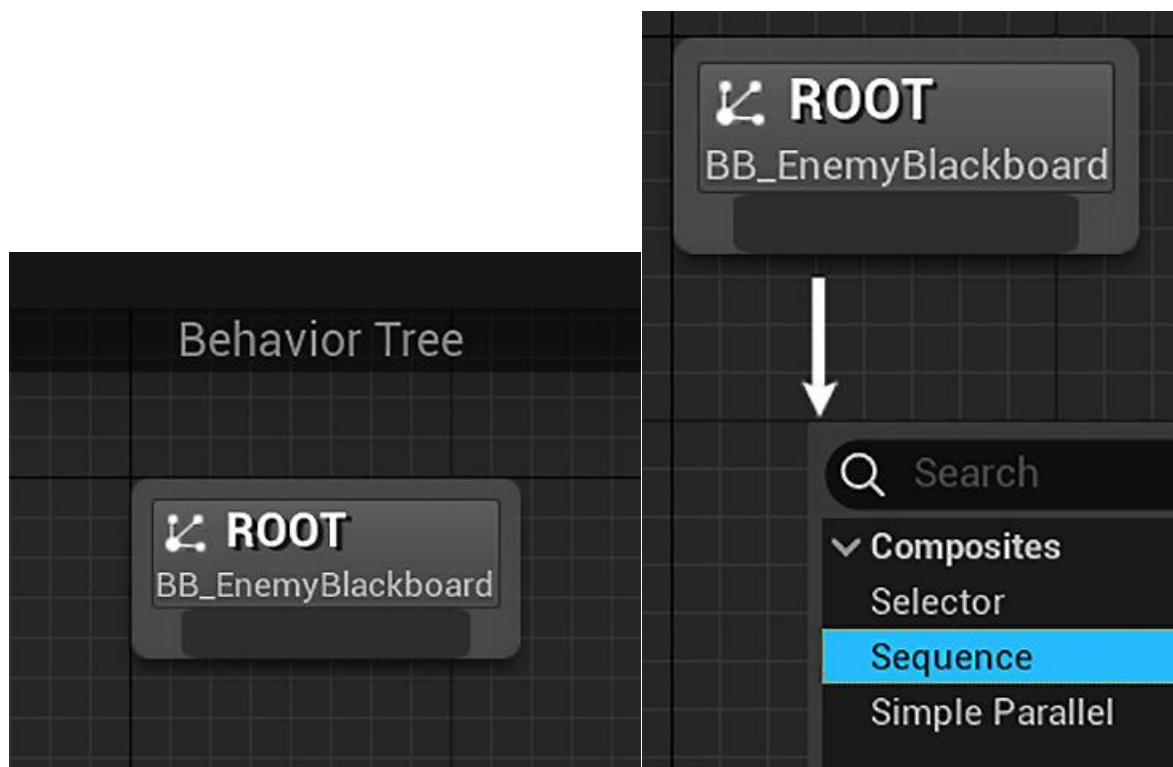 Behavior Tree
ROOT
BB_EnemyBlackboard
ROOT
BB_EnemyBlackboard
Search
Composites
Selector
Sequence
Simple Parallel